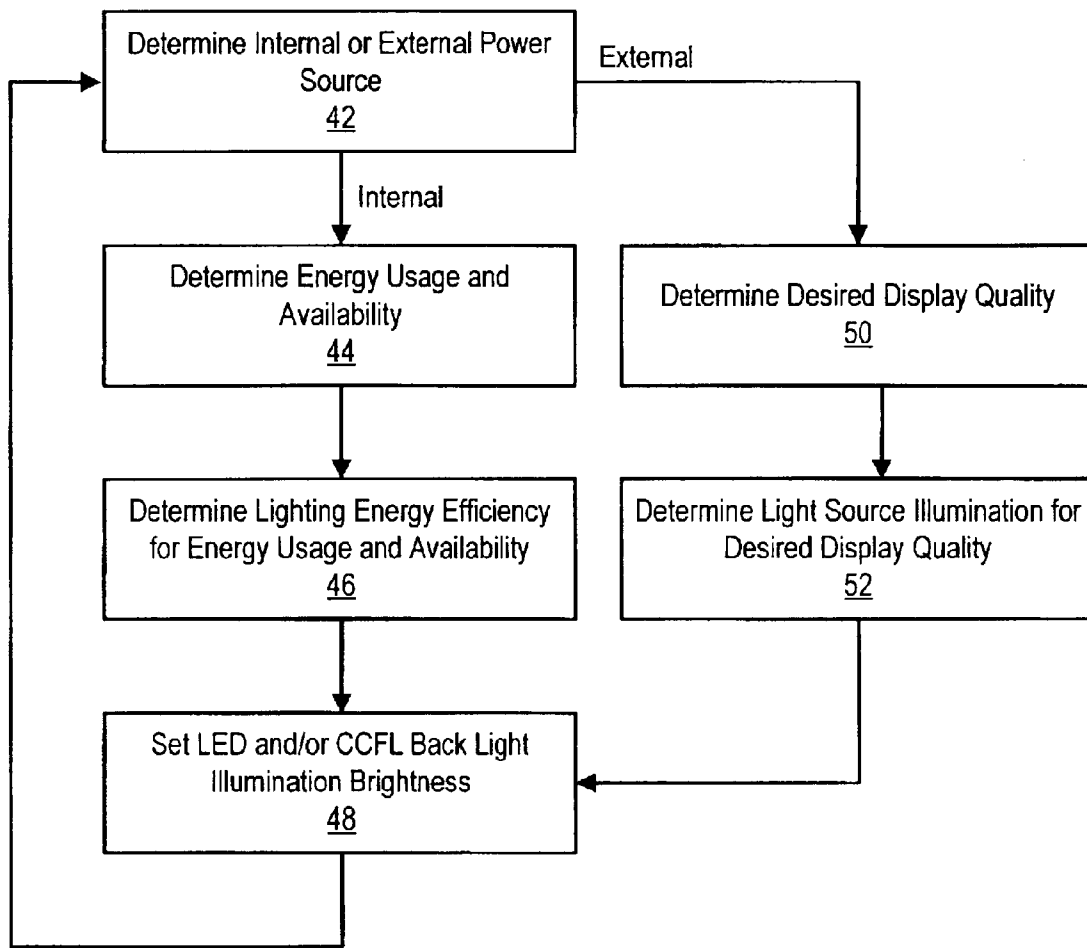 Determine Internal or External Power
Source
42
External
Internal
Determine Energy Usage and
Availability
44
Determine Desired Display Quality
50
Determine Lighting Energy Efficiency
for Energy Usage and Availability
46
Determine Light Source Illumination for
Desired Display Quality
52
Set LED and/or CCFL Back Light
Illumination Brightness
48